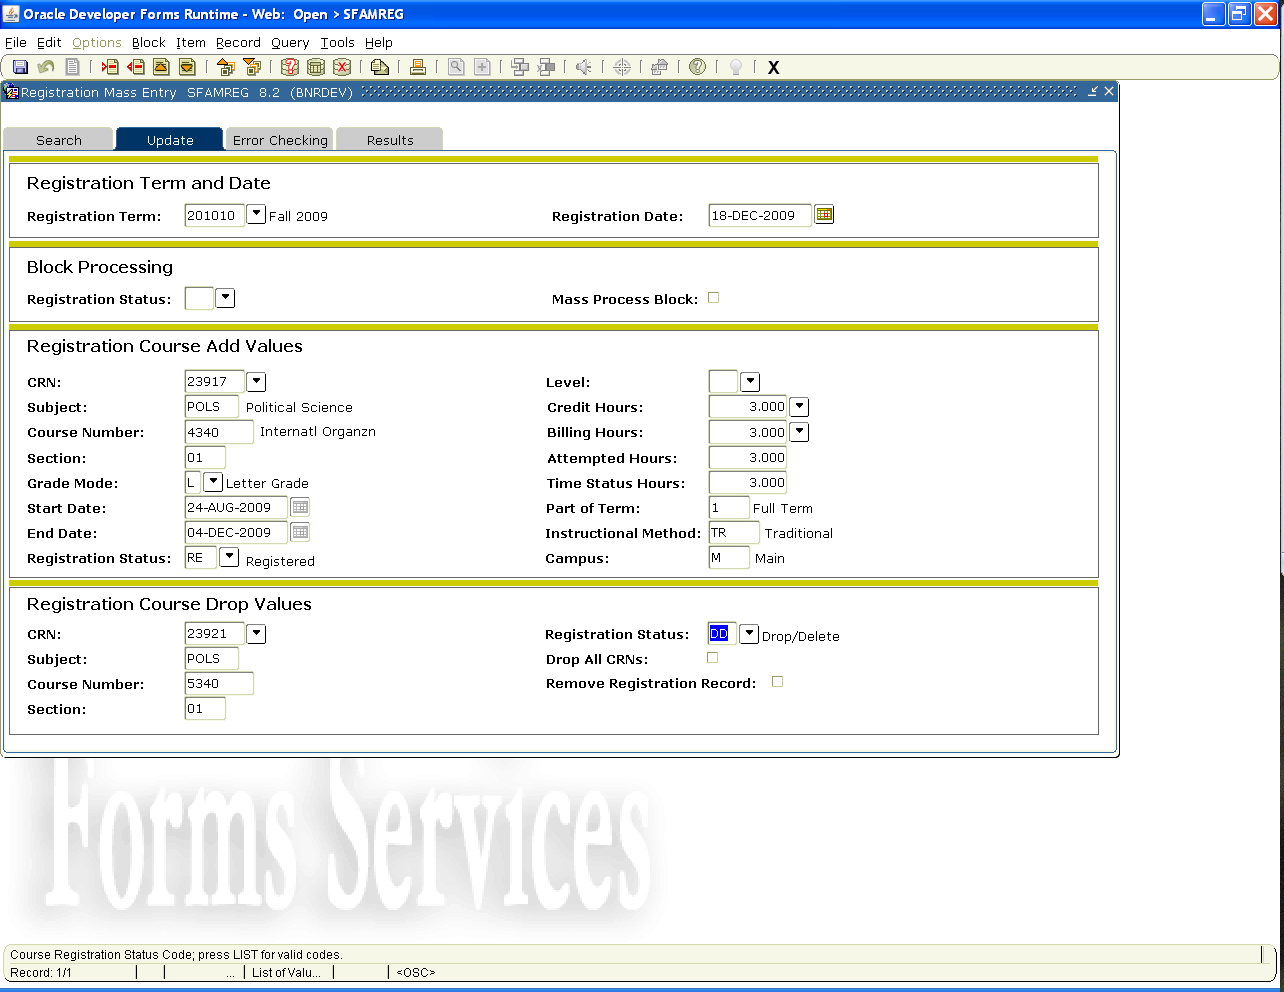 Oracle Developer Forms Runtime - Web: Open > SFAMREG
File Edit Options Block Item Record Query Tools Help
X
Registration Mass Entry SFAMREG 8.2 (BNRDEV)
Search Update Error Checking Results
Registration Term and Date
Registration Term: 201010 Fall 2009 Registration Date: 18-DEC-2009
Block Processing
Registration Status: Mass Process Block:
Registration Course Add Values
CRN: 23917 Level:
Subject: POLS Political Science Credit Hours: 3.000
Course Number: 4340 Internatl Organzn Billing Hours: 3.000
Section: 01 Attempted Hours: 3.000
Grade Mode: L Letter Grade Time Status Hours: 3.000
Start Date: 24-AUG-2009 Part of Term: 1 Full Term
End Date: 04-DEC-2009 Instructional Method: TR Traditional
Registration Status: RE Registered Campus: M Main
Registration Course Drop Values
CRN: 23921 Registration Status: DD Drop/Delete
Subject: POLS Drop All CRNs:
Course Number: 5340 Remove Registration Record:
Section: 01
Forms Services
Course Registration Status Code; press LIST for valid codes.
Record: 1/1 ... List of Valu... <OSC>